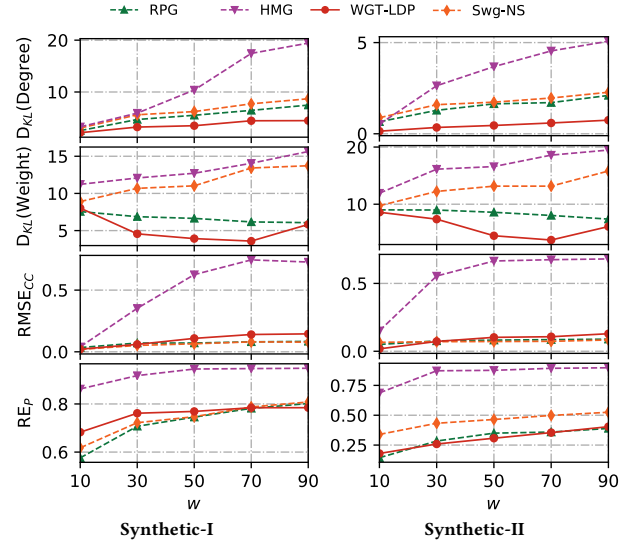 RPG HMG WGT-LDP Swg-NS
D_KL(Degree)
20
10
5
0
D_KL(Weight)
15
10
5
20
10
RMSE_CC
0.5
0.0
0.5
0.0
RE_P
0.8
0.6
0.75
0.50
0.25
10 30 50 70 90
10 30 50 70 90
w
w
Synthetic-I
Synthetic-II